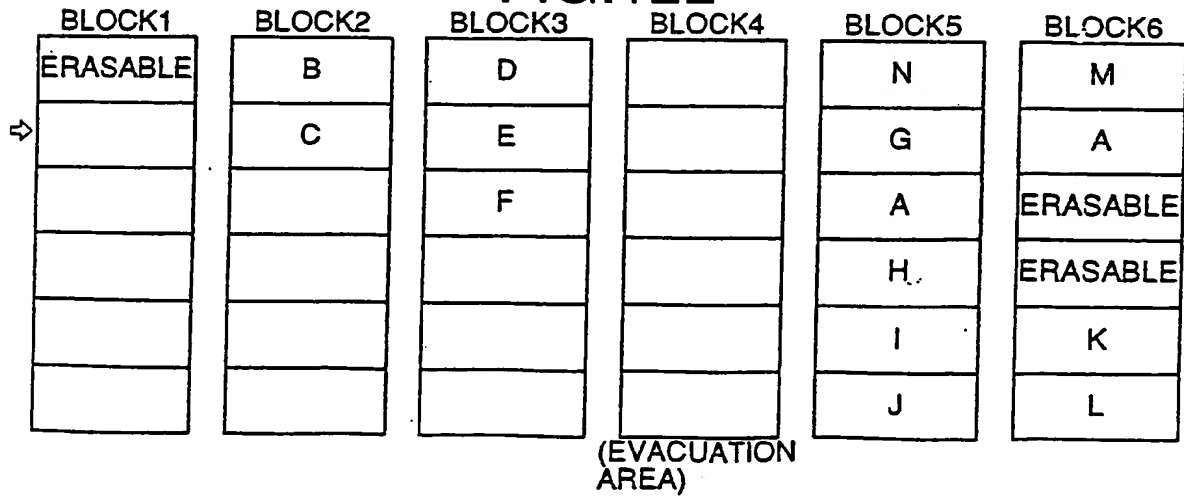 BLOCK1 BLOCK2 BLOCK3 BLOCK4 BLOCK5 BLOCK6
ERASABLE B D N M
C E G A
F A ERASABLE
H ERASABLE
I K
J L
(EVACUATION
AREA)